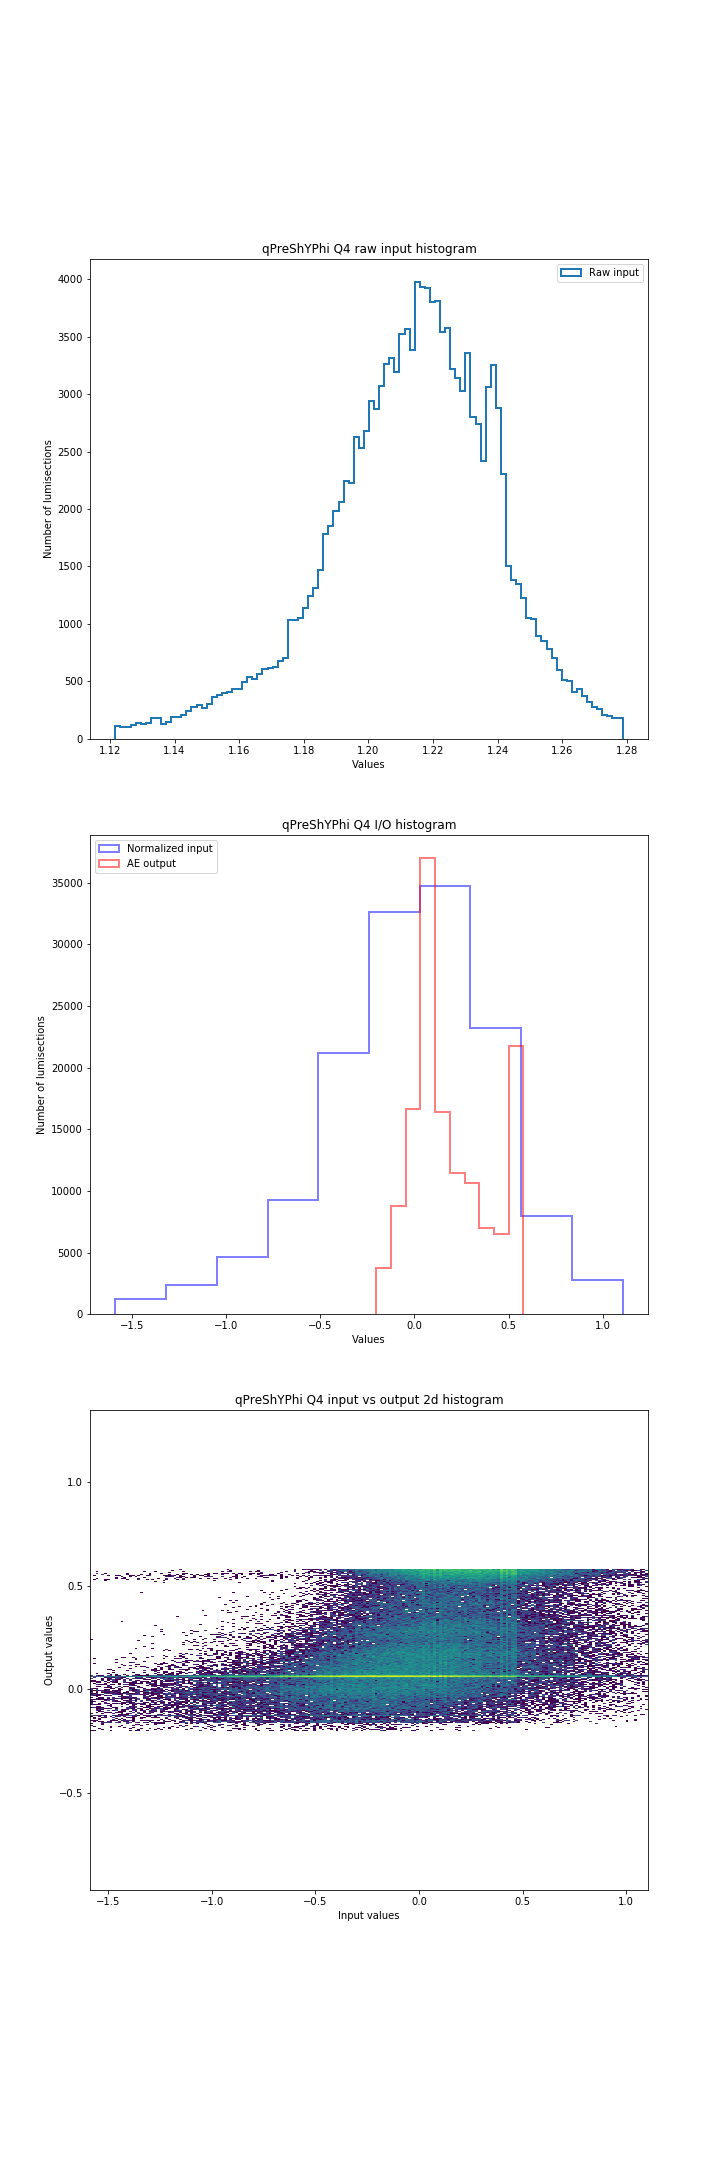 qPreShYPhi Q4 raw input histogram
Raw input
4000
3500
3000
2500
2000
1500
1000
500
0
Number of lumisections
1.12 1.14 1.16 1.18 1.20 1.22 1.24 1.26 1.28
Values
qPreShYPhi Q4 I/O histogram
Normalized input
AE output
35000
30000
25000
20000
15000
10000
5000
0
Number of lumisections
−1.5 −1.0 −0.5 0.0 0.5 1.0
Values
qPreShYPhi Q4 input vs output 2d histogram
1.0
0.5
0.0
−0.5
Output values
−1.5 −1.0 −0.5 0.0 0.5 1.0
Input values